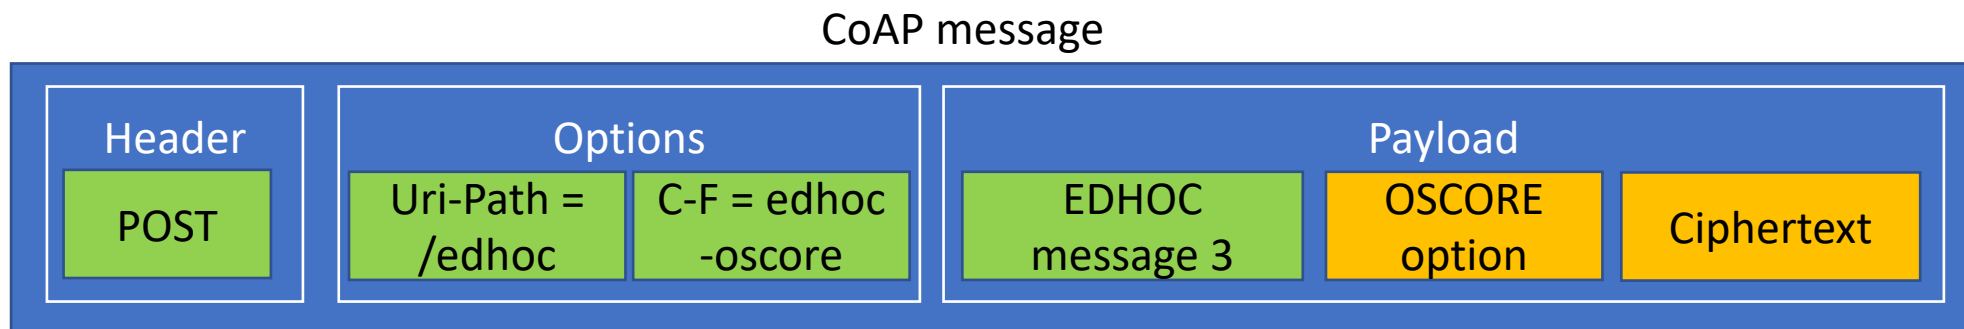 CoAP message
Header
Options
Payload
POST
Uri-Path =
/edhoc
C-F = edhoc
-oscore
EDHOC
message 3
OSCORE
option
Ciphertext